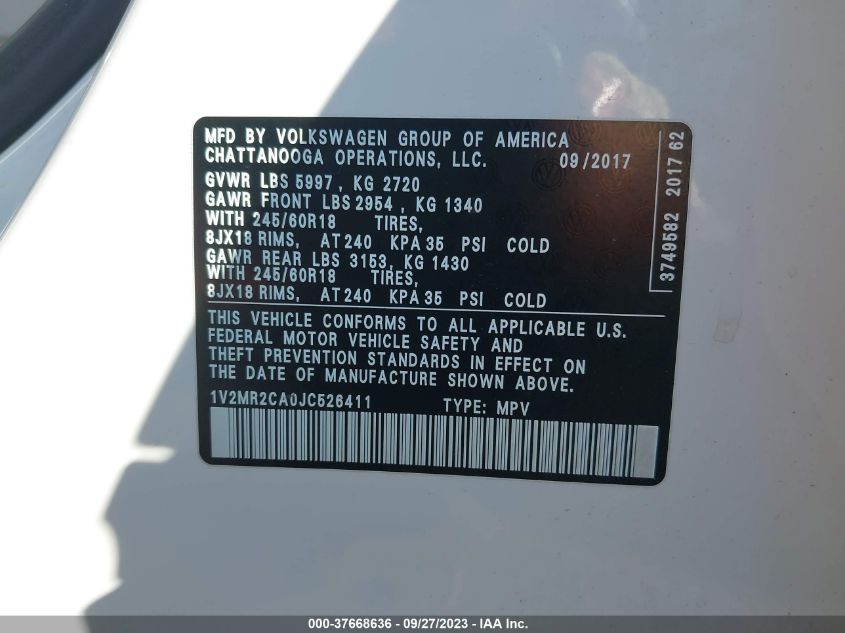 MFD BY VOLKSWAGEN GROUP OF AMERICA
CHATTANOOGA OPERATIONS, LLC. 09/2017
GVWR LBS 5997, KG 2720
GAWR FRONT LBS 2954, KG 1340
WITH 245/60R18 TIRES,
8JX18 RIMS, AT 240 KPA 35 PSI COLD
GAWR REAR LBS 3153, KG 1430
WITH 245/60R18 TIRES,
8JX18 RIMS, AT 240 KPA 35 PSI COLD
THIS VEHICLE CONFORMS TO ALL APPLICABLE U.S.
FEDERAL MOTOR VEHICLE SAFETY AND
THEFT PREVENTION STANDARDS IN EFFECT ON
THE DATE OF MANUFACTURE SHOWN ABOVE.
1V2MR2CA0JC526411 TYPE: MPV
3749582 2017 62
000-37668636 - 09/27/2023 - IAA Inc.